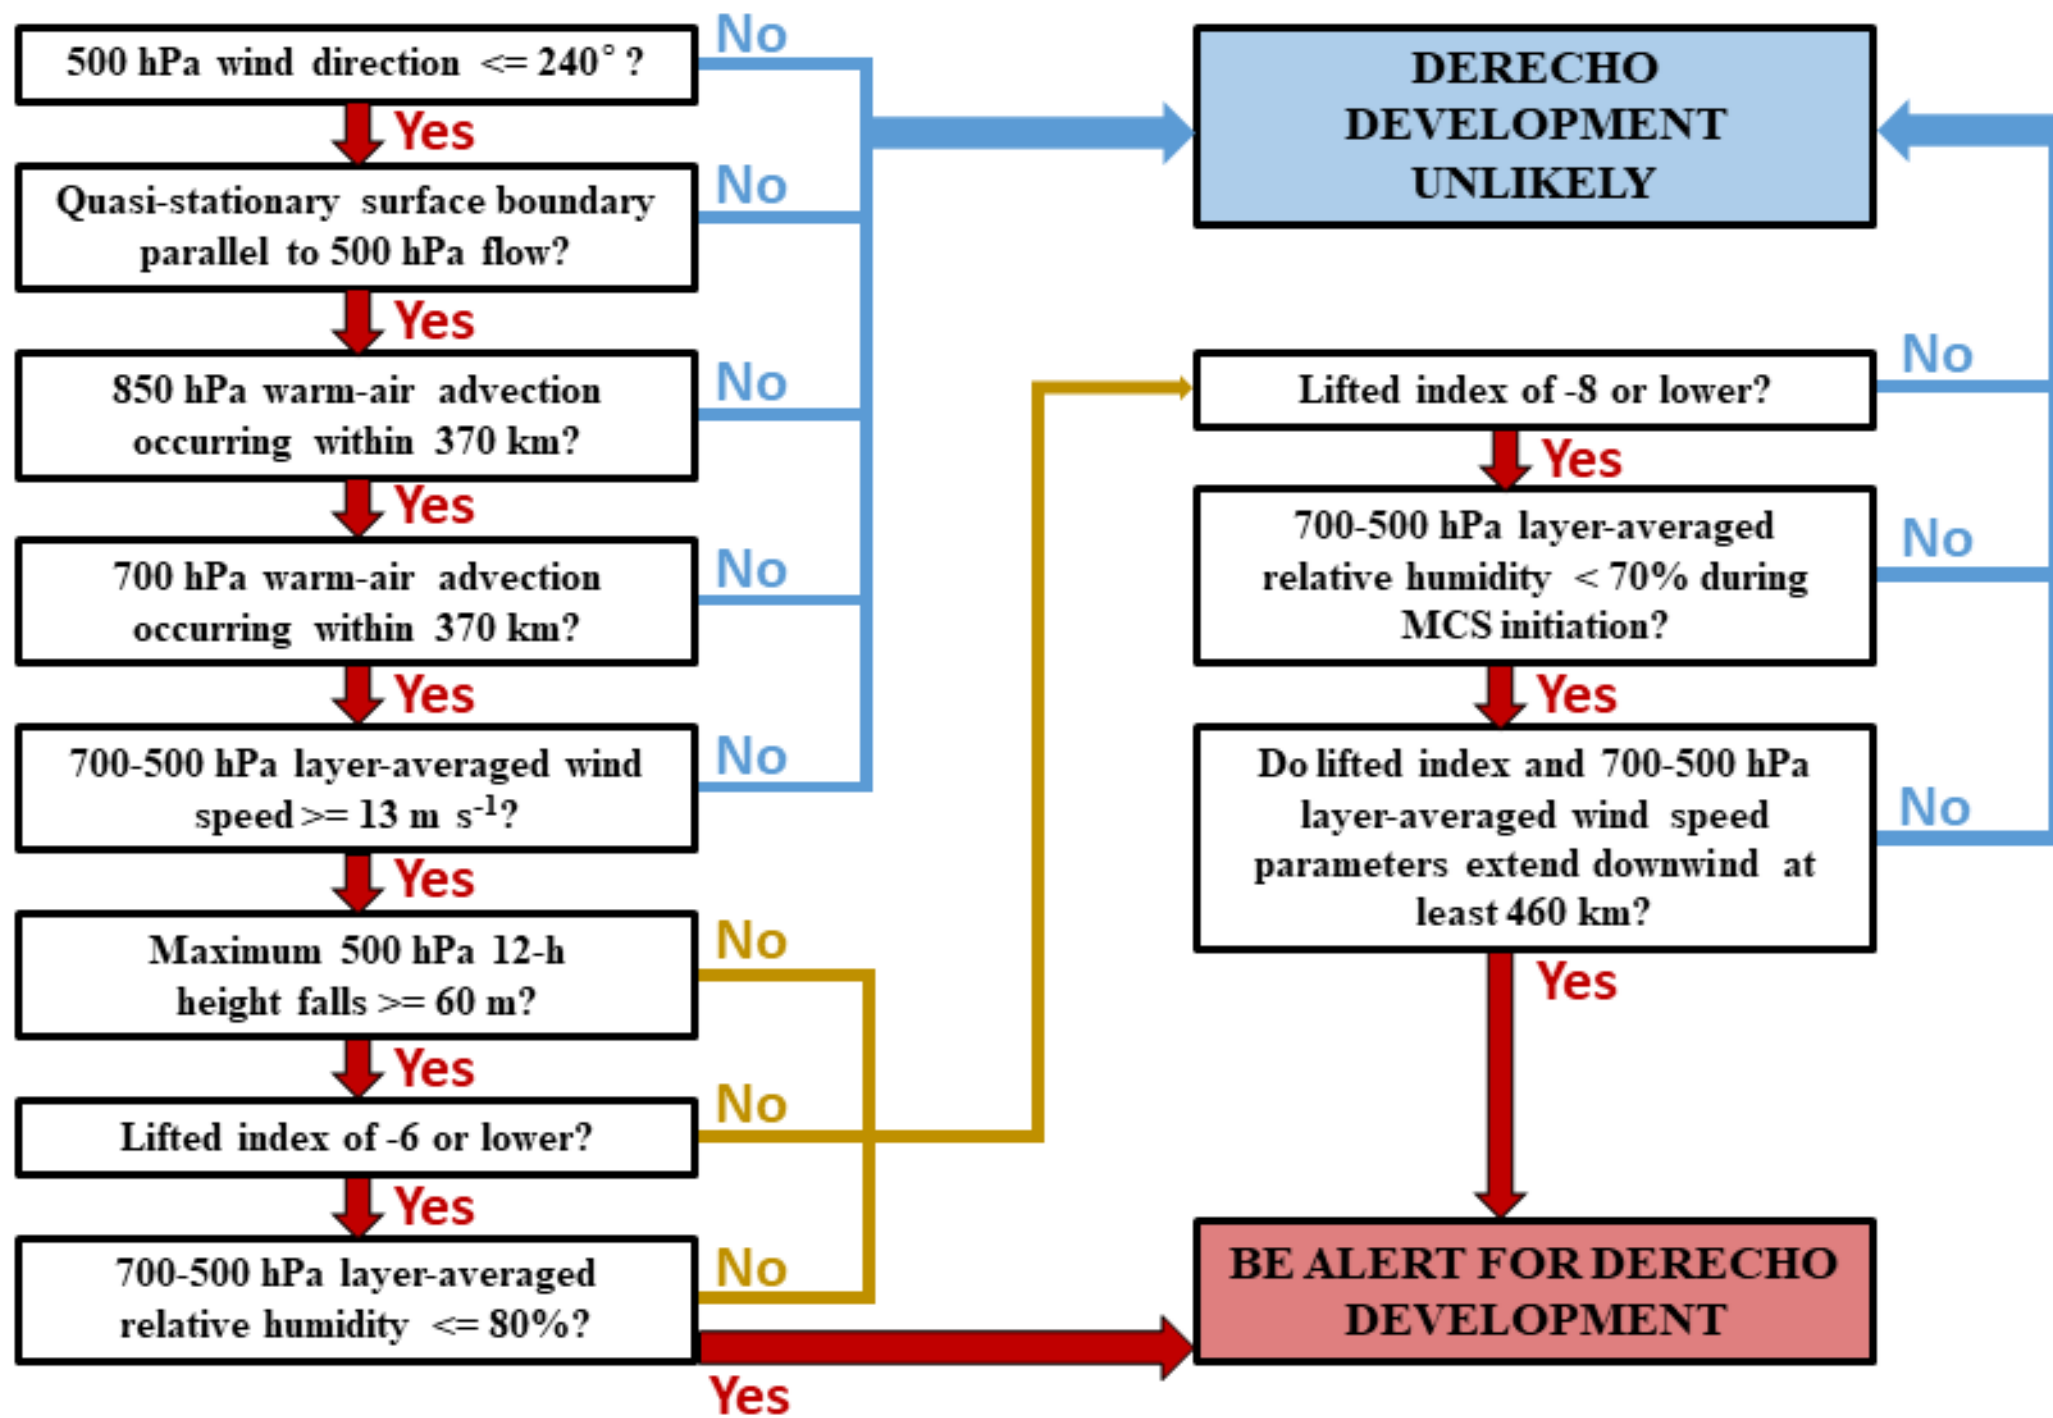 500 hPa wind direction <= 240° ?
No
Yes
Quasi-stationary surface boundary
parallel to 500 hPa flow?
No
Yes
850 hPa warm-air advection
occurring within 370 km?
No
Yes
700 hPa warm-air advection
occurring within 370 km?
No
Yes
700-500 hPa layer-averaged wind
speed >= 13 m s⁻¹?
No
Yes
Maximum 500 hPa 12-h
height falls >= 60 m?
No
Yes
Lifted index of -6 or lower?
No
Yes
700-500 hPa layer-averaged
relative humidity <= 80%?
No
Yes
DERECHO
DEVELOPMENT
UNLIKELY
Lifted index of -8 or lower?
No
Yes
700-500 hPa layer-averaged
relative humidity < 70% during
MCS initiation?
No
Yes
Do lifted index and 700-500 hPa
layer-averaged wind speed
parameters extend downwind at
least 460 km?
No
Yes
BE ALERT FOR DERECHO
DEVELOPMENT